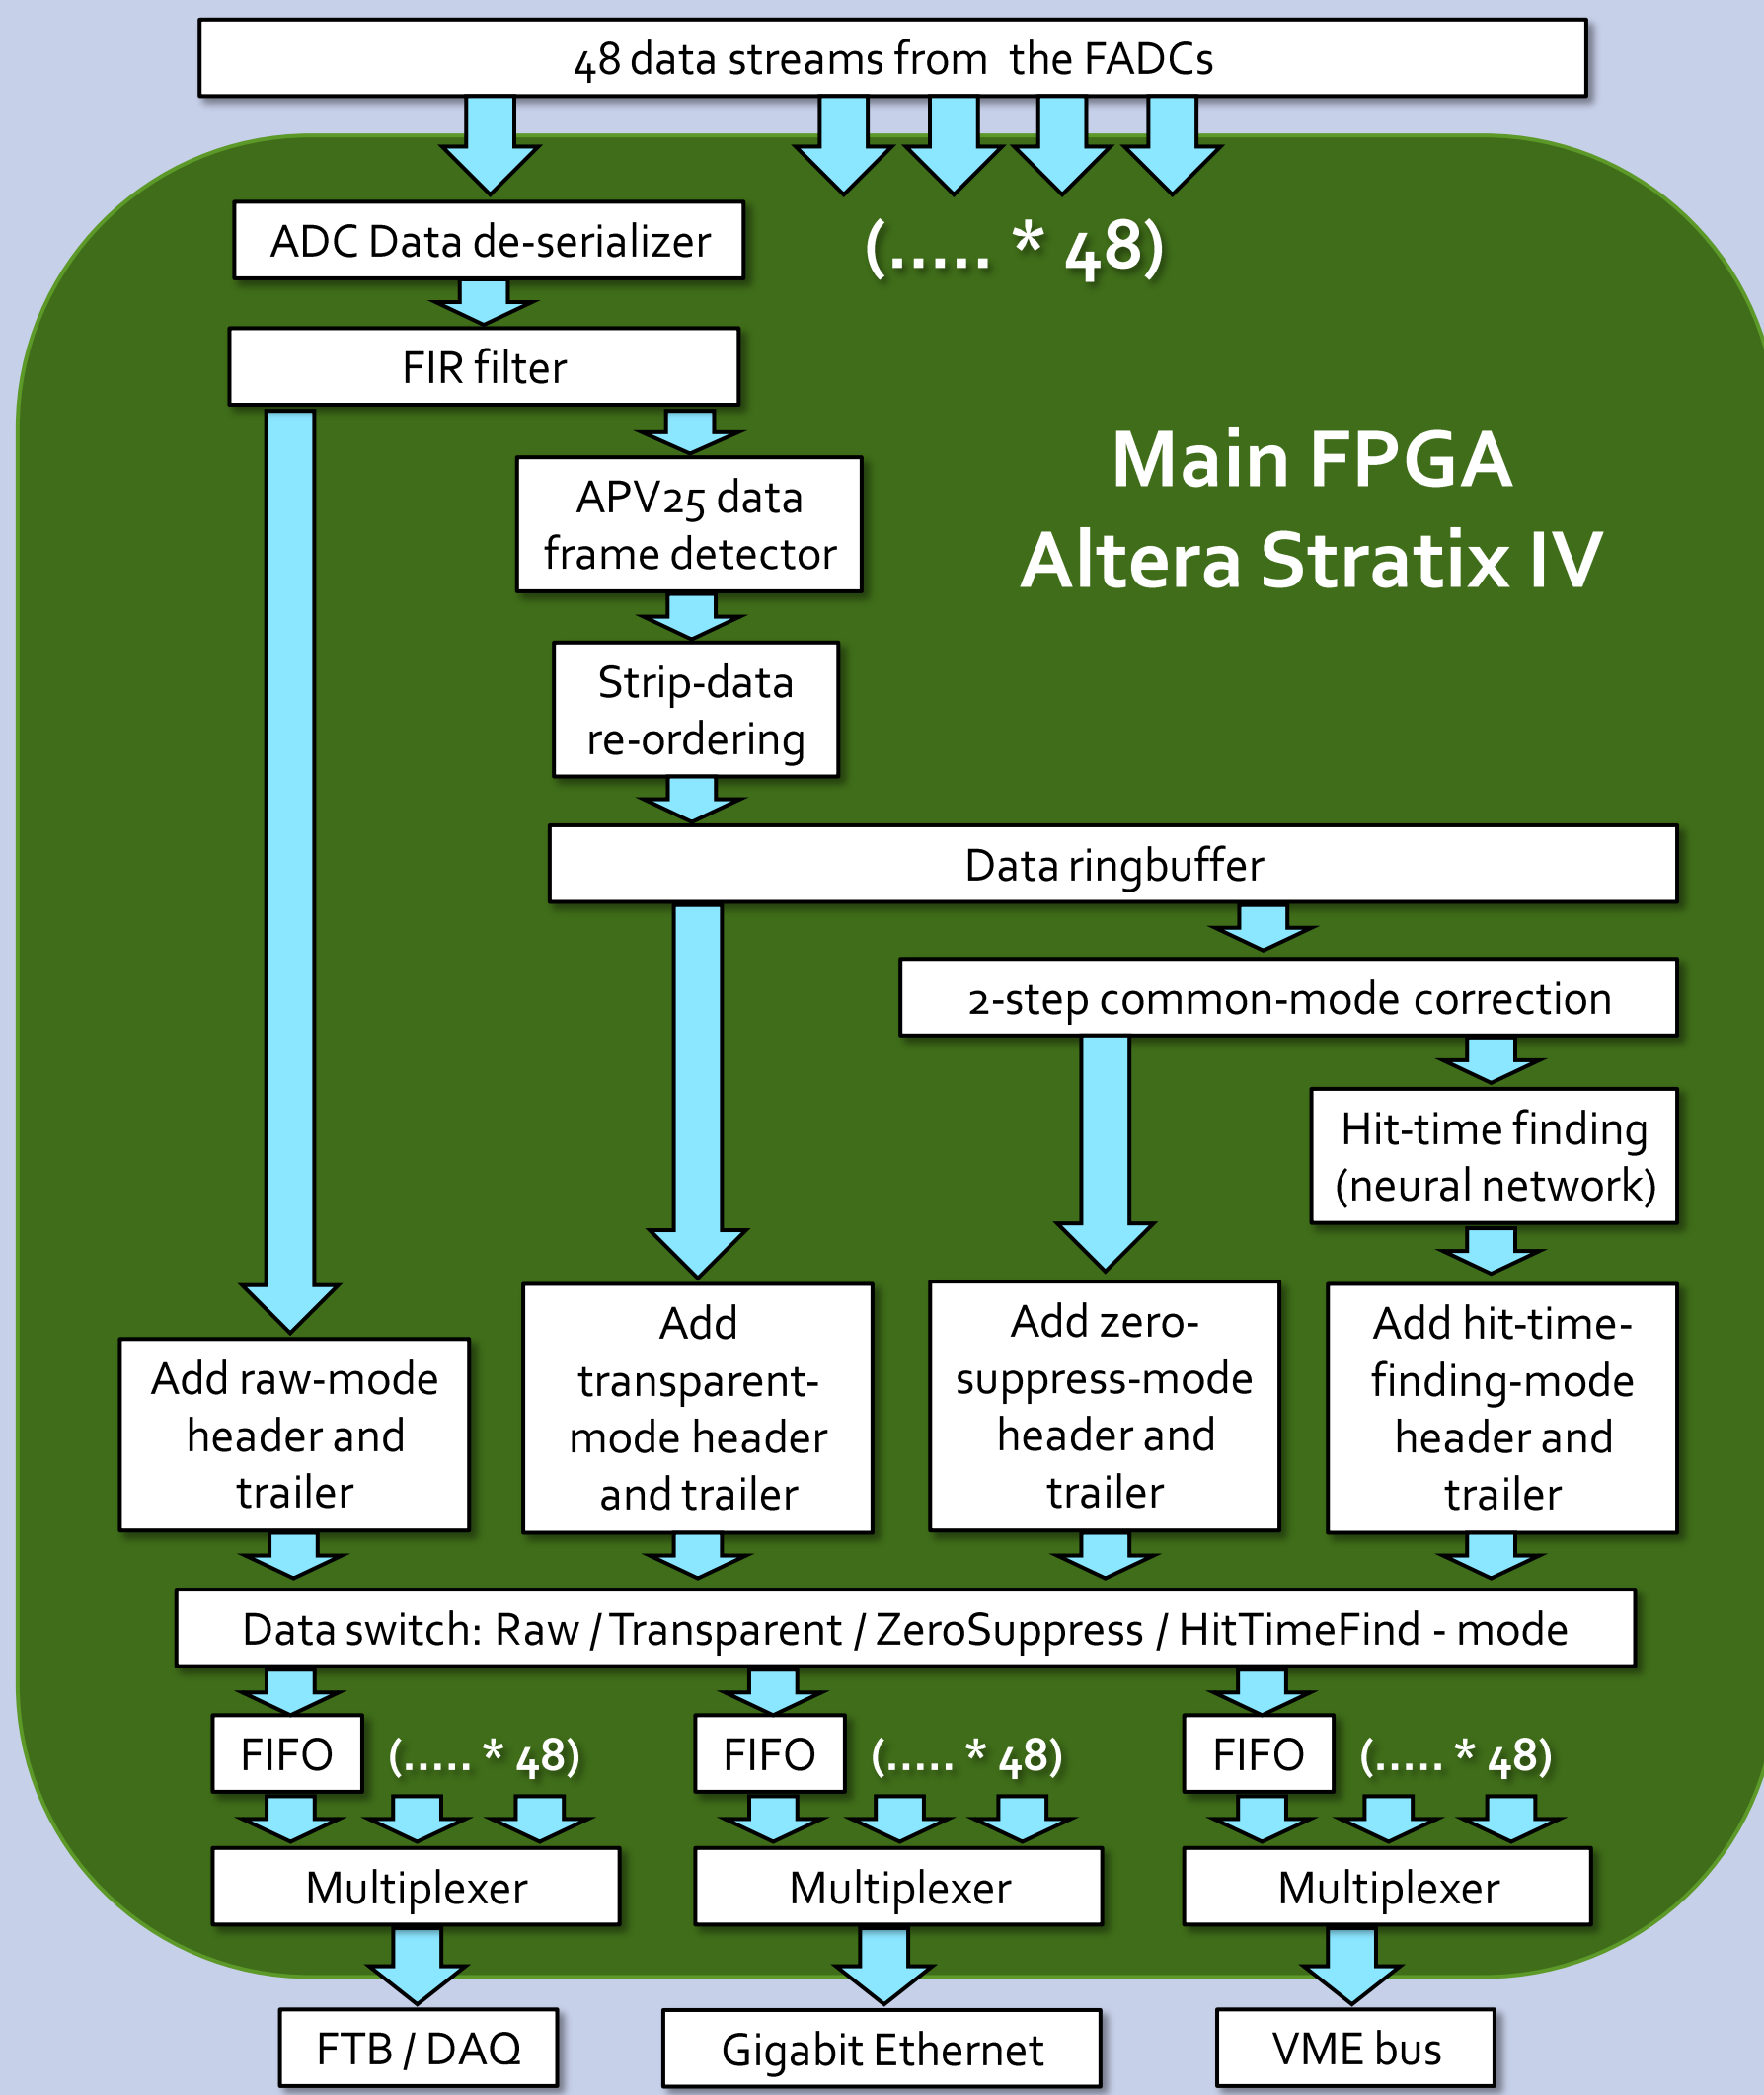 48 data streams from the FADCs
ADC Data de-serializer
(..... * 48)
FIR filter
Main FPGA
Altera Stratix IV
APV25 data
frame detector
Strip-data
re-ordering
Data ringbuffer
2-step common-mode correction
Hit-time finding
(neural network)
Add raw-mode
header and
trailer
Add
transparent-
mode header
and trailer
Add zero-
suppress-mode
header and
trailer
Add hit-time-
finding-mode
header and
trailer
Data switch: Raw / Transparent / ZeroSuppress / HitTimeFind - mode
FIFO
(..... * 48)
FIFO
(..... * 48)
FIFO
(..... * 48)
Multiplexer
Multiplexer
Multiplexer
FTB / DAQ
Gigabit Ethernet
VME bus